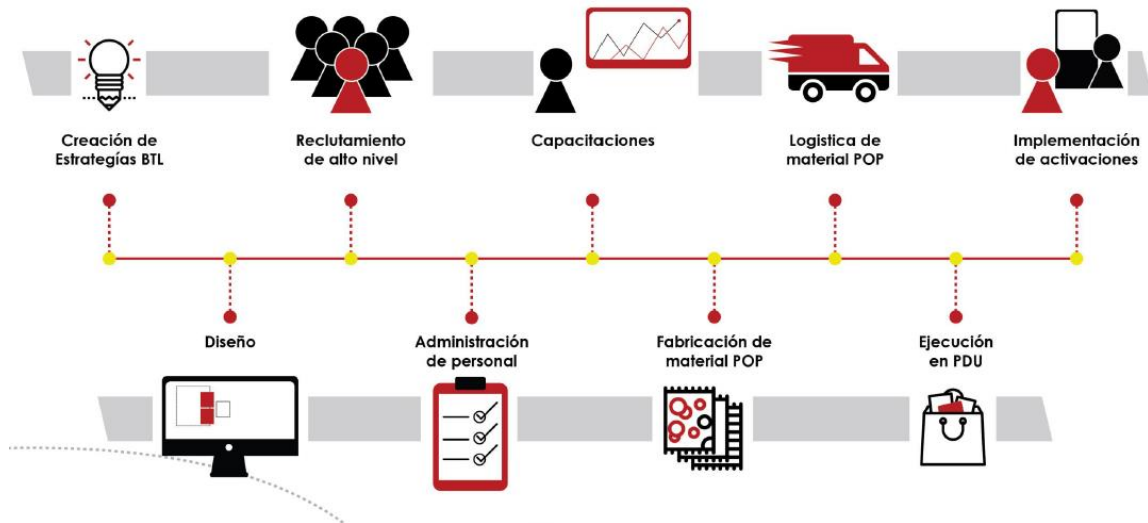 Creación de
Estrategías BTL
Reclutamiento
de alto nivel
Capacitaciones
Logistica de
material POP
Implementación
de activaciones
Diseño
Administración
de personal
Fabricación de
material POP
Ejecución
en PDU